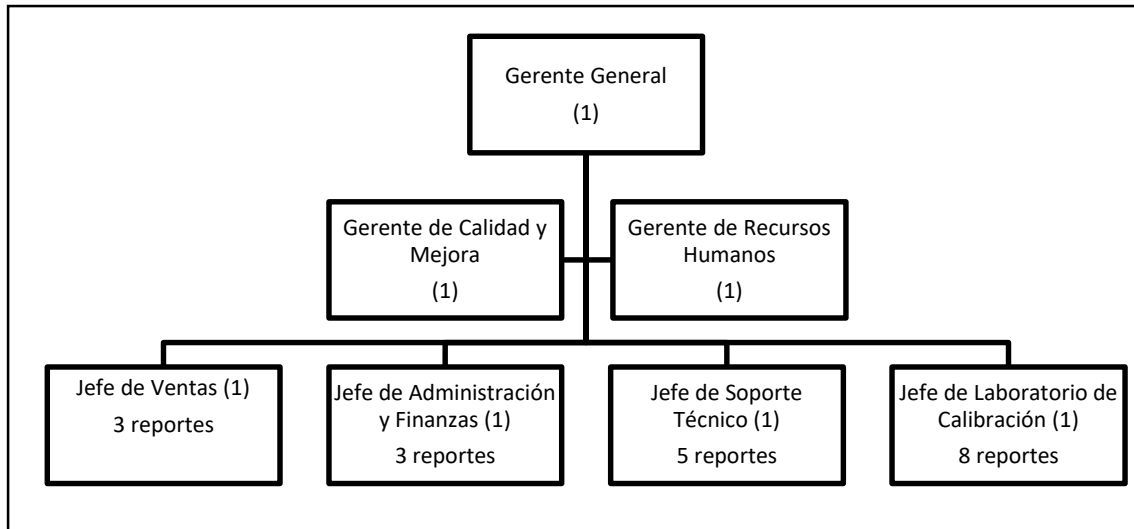 Gerente General
(1)
Gerente de Calidad y
Mejora
(1)
Gerente de Recursos
Humanos
(1)
Jefe de Ventas (1)
3 reportes
Jefe de Administración
y Finanzas (1)
3 reportes
Jefe de Soporte
Técnico (1)
5 reportes
Jefe de Laboratorio de
Calibración (1)
8 reportes